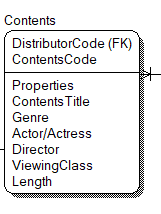 Contents
DistributorCode (FK)
ContentsCode
Properties
ContentsTitle
Genre
Actor/Actress
Director
ViewingClass
Length